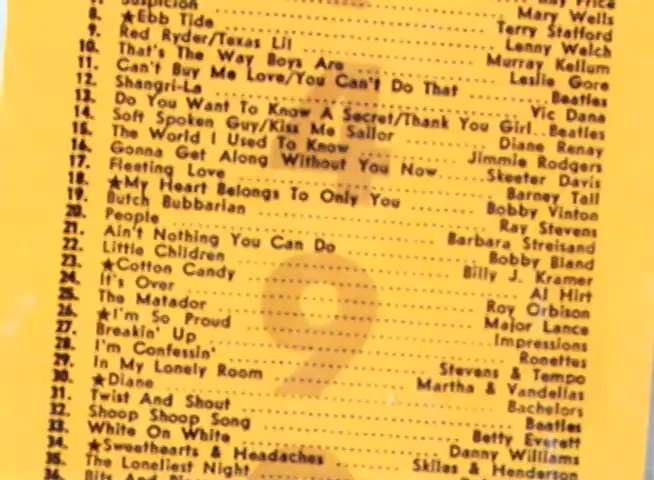 Ray Price
Mary Wells
Suspicion Terry Stafford
8. ★Ebb Tide Lenny Welch
9. Red Ryder/Texas Lil Murray Kellum
10. That's The Way Boys Are Leslie Gore
11. Can't Buy Me Love/You Can't Do That Beatles
12. Shangri-La Vic Dana
13. Do You Want To Know A Secret/Thank You Girl Beatles
14. Soft Spoken Guy/Kiss Me Sailor Diane Renay
15. The World I Used To Know Jimmie Rodgers
16. Gonna Get Along Without You Now Skeeter Davis
17. Fleeting Love Barney Tall
18. ★My Heart Belongs To Only You Bobby Vinton
19. Butch Bubbarian Ray Stevens
20. People Barbara Streisand
21. Ain't Nothing You Can Do Bobby Bland
22. Little Children Billy J. Kramer
23. ★Cotton Candy Al Hirt
24. It's Over Roy Orbison
25. The Matador Major Lance
26. ★I'm So Proud Impressions
27. Breakin' Up Ronettes
28. I'm Confessin' Stevens & Tempo
29. In My Lonely Room Martha & Vandellas
30. ★Diane Bachelors
31. Twist And Shout Beatles
32. Shoop Shoop Song Betty Everett
33. White On White Danny Williams
34. ★Sweethearts & Headaches Skiles & Henderson
35. The Loneliest Night
36. Bits And